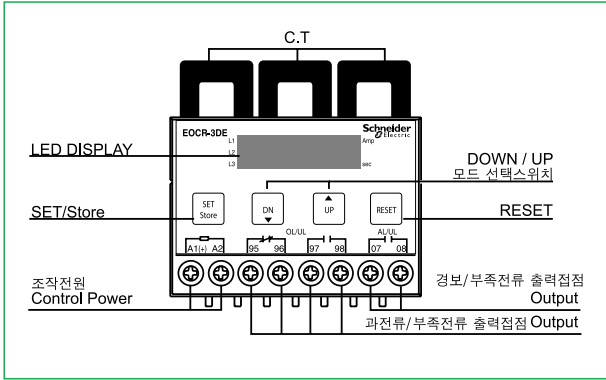 C.T
EOCR-3DE
Schneider
Electric
L1
Amp
L2
L3
sec
LED DISPLAY
DOWN / UP
모드 선택스위치
SET
Store
DN
UP
RESET
SET/Store
RESET
OL/UL
AL/UL
A1(+) A2 95 96 97 98 07 08
조작전원
Control Power
경보/부족전류 출력접점
Output
과전류/부족전류 출력접점 Output